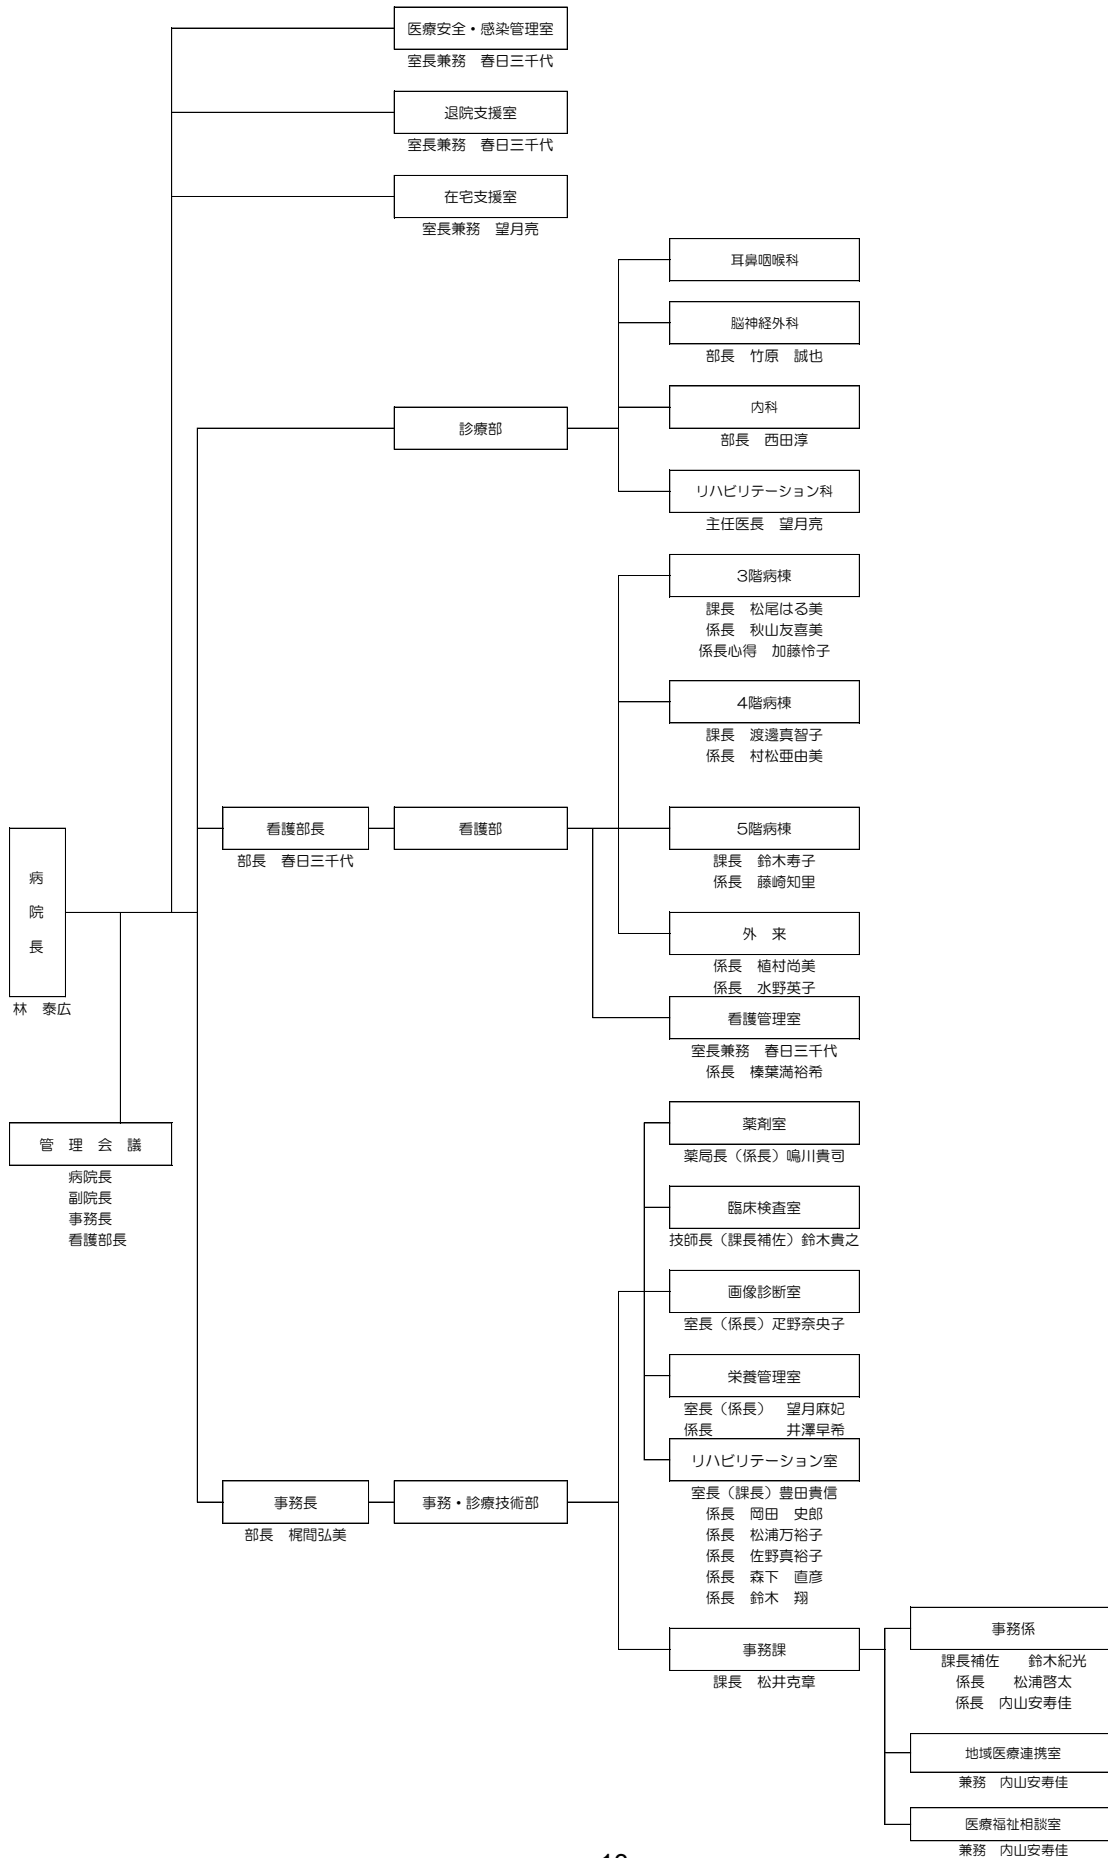 医療安全・感染管理室
室長兼務　春日三千代
退院支援室
室長兼務　春日三千代
在宅支援室
室長兼務　望月亮
耳鼻咽喉科
脳神経外科
部長　竹原　誠也
診療部
内科
部長　西田淳
リハビリテーション科
主任医長　望月亮
3階病棟
課長　松尾はる美
係長　秋山友喜美
係長心得　加藤怜子
4階病棟
課長　渡邊真智子
係長　村松亜由美
看護部長
部長　春日三千代
看護部
5階病棟
課長　鈴木寿子
係長　藤崎知里
病
院
長
林　泰広
外　来
係長　植村尚美
係長　水野英子
看護管理室
室長兼務　春日三千代
係長　榛葉満裕希
管　理　会　議
病院長
副院長
事務長
看護部長
薬剤室
薬局長（係長）鳴川貴司
臨床検査室
技師長（課長補佐）鈴木貴之
画像診断室
室長（係長）疋野奈央子
栄養管理室
室長（係長）　望月麻妃
係長　　　　　井澤早希
リハビリテーション室
室長（課長）豊田貴信
係長　岡田　史郎
係長　松浦万裕子
係長　佐野真裕子
係長　森下　直彦
係長　鈴木　翔
事務長
部長　梶間弘美
事務・診療技術部
事務課
課長　松井克章
事務係
課長補佐　　鈴木紀光
係長　　松浦啓太
係長　内山安寿佳
地域医療連携室
兼務　内山安寿佳
医療福祉相談室
兼務　内山安寿佳